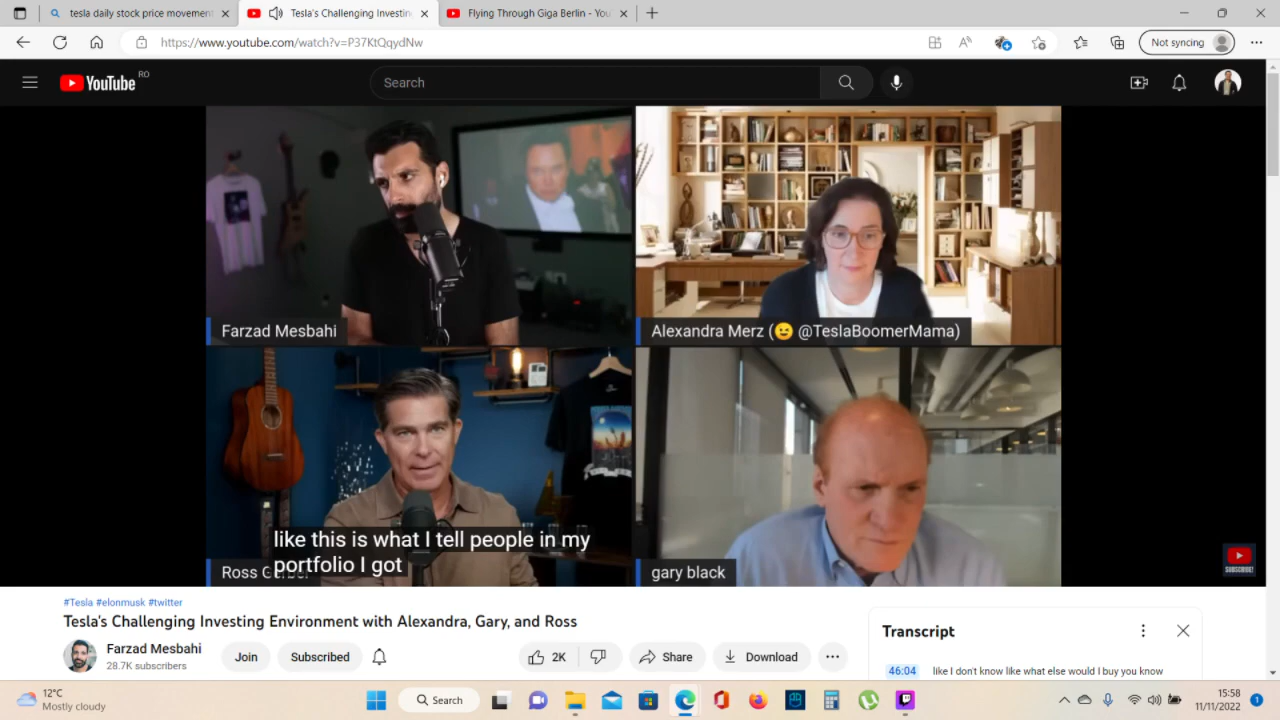 tesla daily stock price movement
Tesla's Challenging Investin
Flying Through Giga Berlin - You
https://www.youtube.com/watch?v=P37KtQqydNw
Not syncing
YouTube RO
Search
Farzad Mesbahi
Alexandra Merz (😉 @TeslaBoomerMama)
like this is what I tell people in my
portfolio I got
Ross
gary black
SUBSCRIBE!
#Tesla #elonmusk #twitter
Tesla's Challenging Investing Environment with Alexandra, Gary, and Ross
Farzad Mesbahi
28.7K subscribers
Join
Subscribed
2K
Share
Download
Transcript
46:04 like I don't know like what else would I buy you know
12°C
Mostly cloudy
Search
15:58
11/11/2022
1